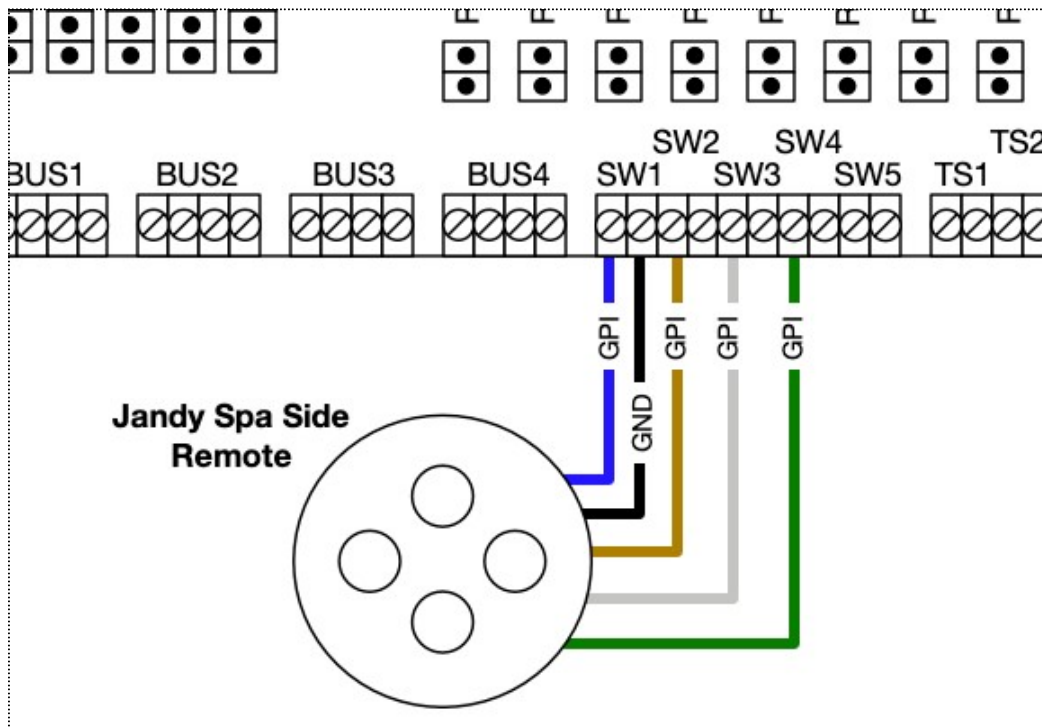 SW2 SW4 TS2
BUS1 BUS2 BUS3 BUS4 SW1 SW3 SW5 TS1
GPI GPI GPI GPI
GND
Jandy Spa Side
Remote